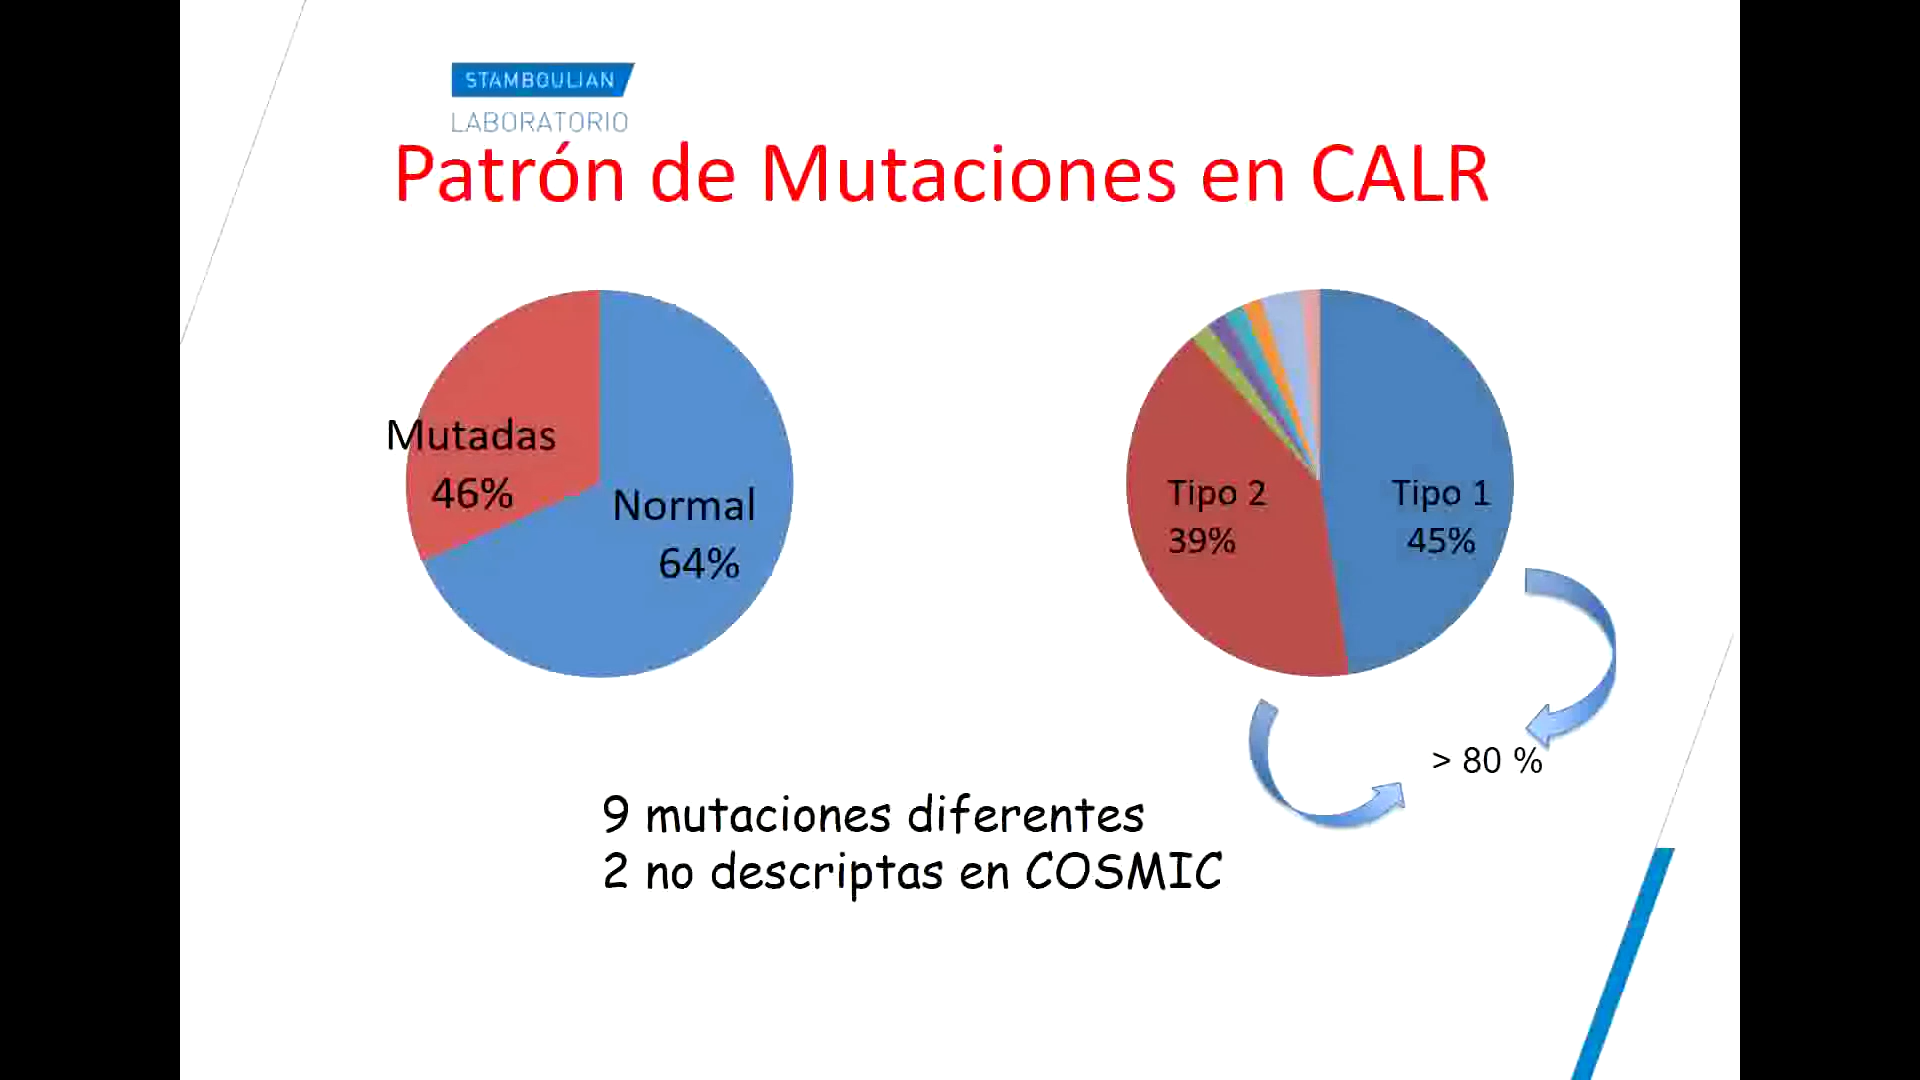 STAMBOULIAN
LABORATORIO
Patrón de Mutaciones en CALR
Mutadas
46%
Normal
64%
Tipo 2
39%
Tipo 1
45%
> 80 %
9 mutaciones diferentes
2 no descriptas en COSMIC